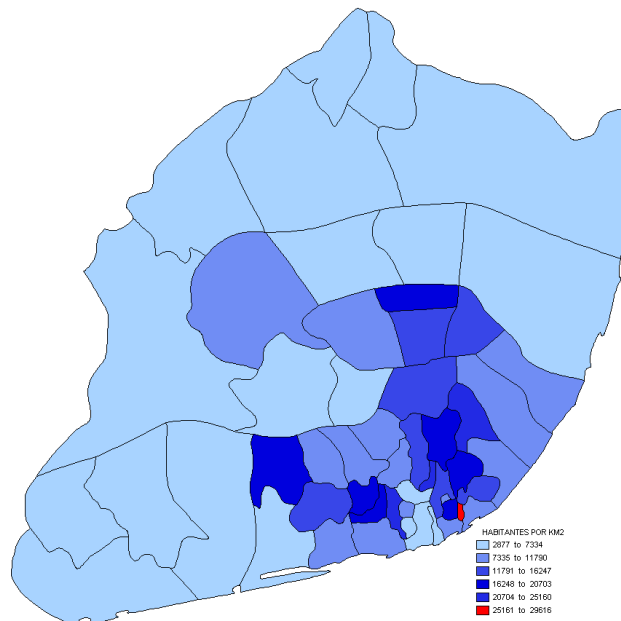 HABITANTES POR KM2
2877 to 7334
7335 to 11790
11791 to 16247
16248 to 20703
20704 to 25160
25161 to 29616